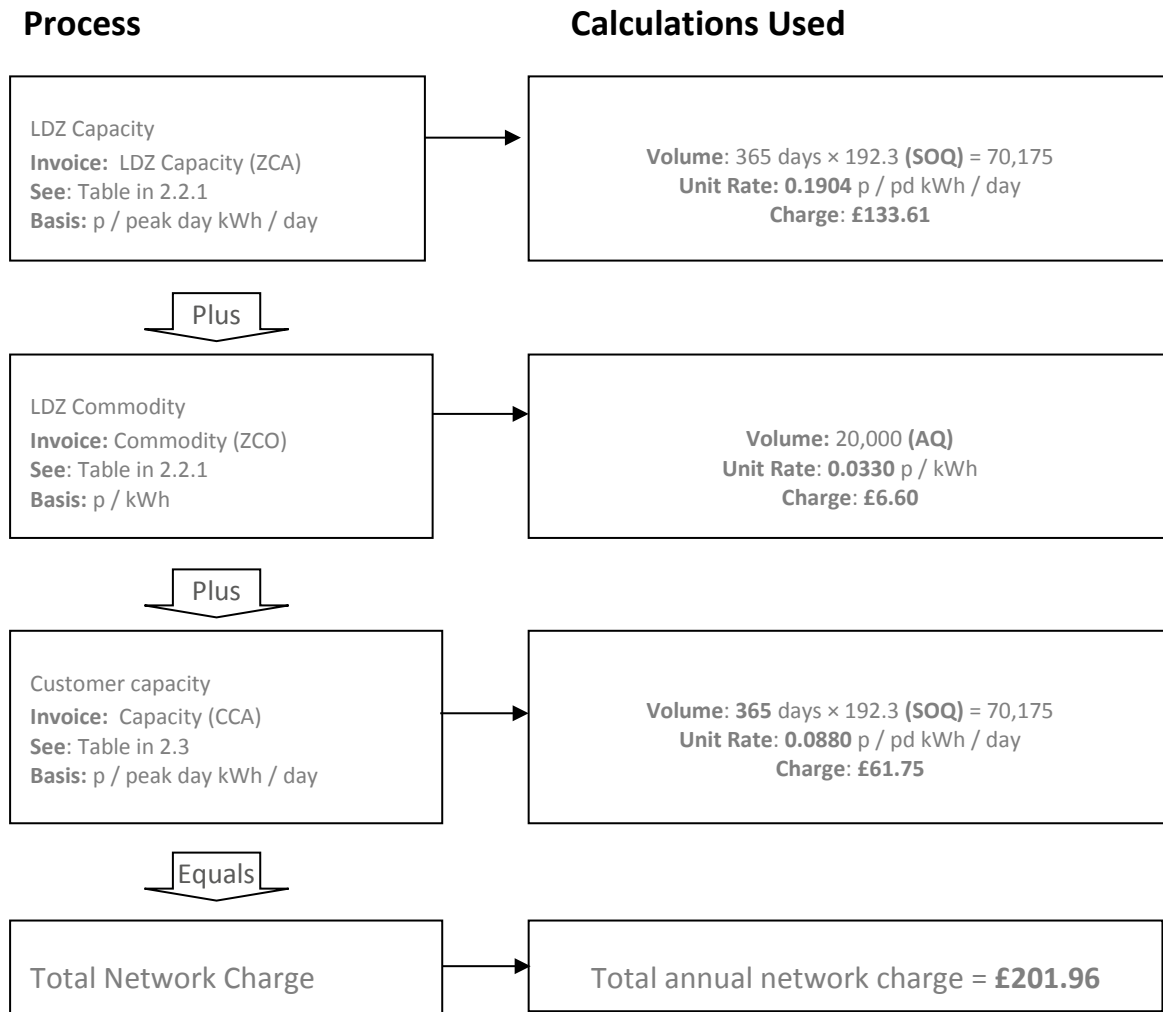 Process
Calculations Used
LDZ Capacity
Invoice: LDZ Capacity (ZCA)
See: Table in 2.2.1
Basis: p / peak day kWh / day
Volume: 365 days × 192.3 (SOQ) = 70,175
Unit Rate: 0.1904 p / pd kWh / day
Charge: £133.61
Plus
LDZ Commodity
Invoice: Commodity (ZCO)
See: Table in 2.2.1
Basis: p / kWh
Volume: 20,000 (AQ)
Unit Rate: 0.0330 p / kWh
Charge: £6.60
Plus
Customer capacity
Invoice: Capacity (CCA)
See: Table in 2.3
Basis: p / peak day kWh / day
Volume: 365 days × 192.3 (SOQ) = 70,175
Unit Rate: 0.0880 p / pd kWh / day
Charge: £61.75
Equals
Total Network Charge
Total annual network charge = £201.96